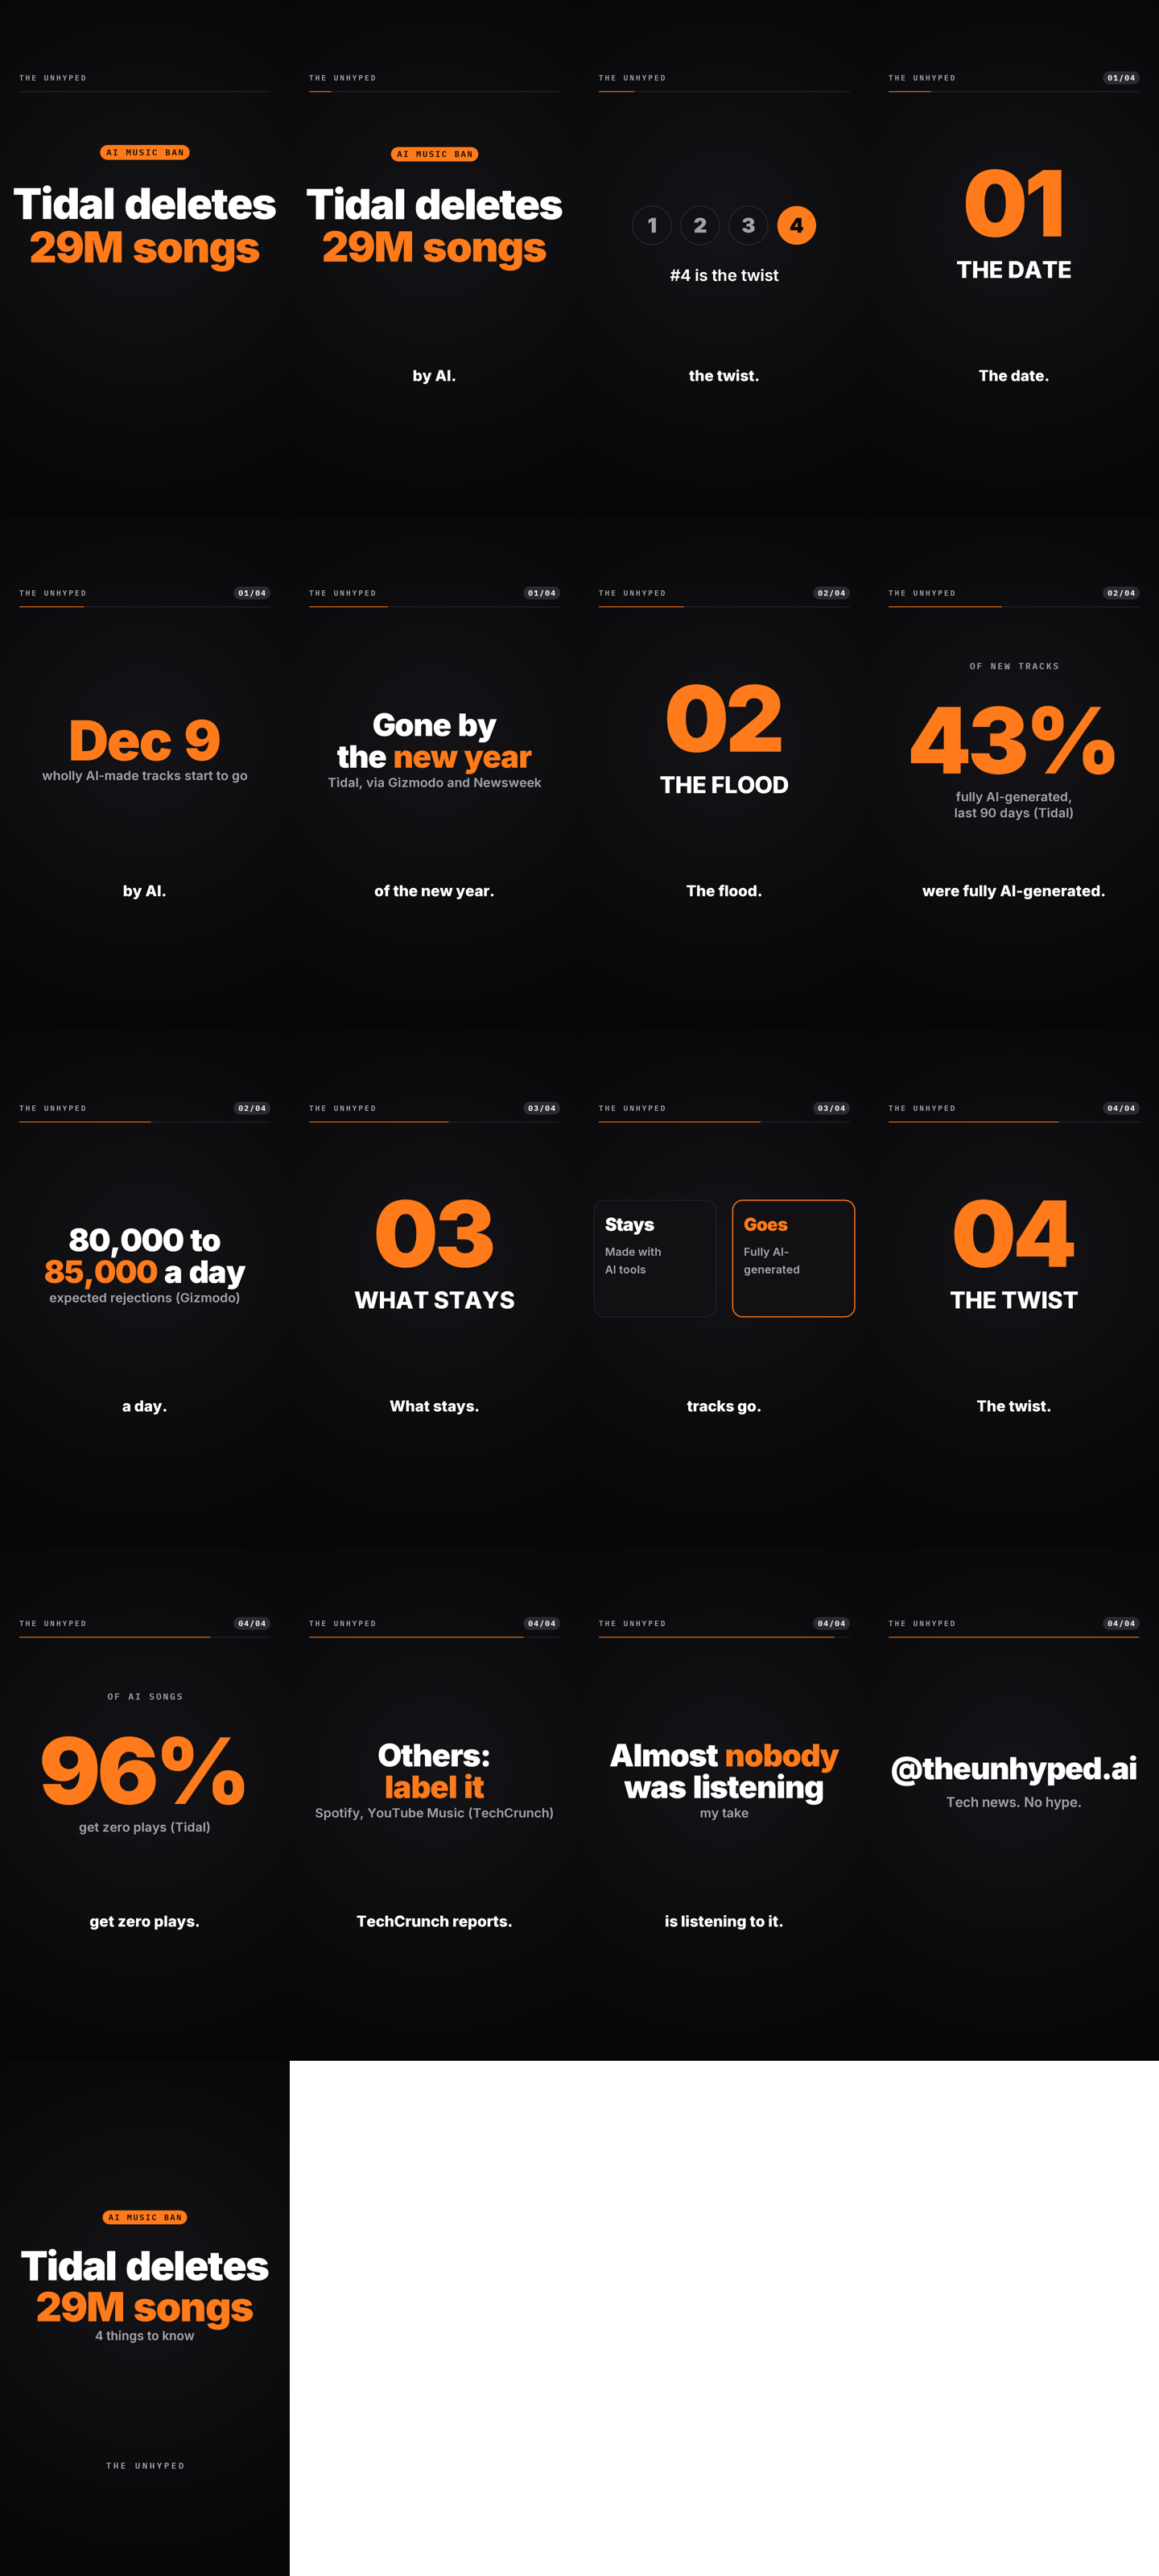 THE UNHYPED
AI MUSIC BAN
Tidal deletes
29M songs
THE UNHYPED
AI MUSIC BAN
Tidal deletes
29M songs
by AI.
THE UNHYPED
1 2 3 4
#4 is the twist
the twist.
THE UNHYPED 01/04
01
THE DATE
The date.
THE UNHYPED 01/04
Dec 9
wholly AI-made tracks start to go
by AI.
THE UNHYPED 01/04
Gone by
the new year
Tidal, via Gizmodo and Newsweek
of the new year.
THE UNHYPED 02/04
02
THE FLOOD
The flood.
THE UNHYPED 02/04
OF NEW TRACKS
43%
fully AI-generated,
last 90 days (Tidal)
were fully AI-generated.
THE UNHYPED 02/04
80,000 to
85,000 a day
expected rejections (Gizmodo)
a day.
THE UNHYPED 03/04
03
WHAT STAYS
What stays.
THE UNHYPED 03/04
Stays
Made with
AI tools
Goes
Fully AI-
generated
tracks go.
THE UNHYPED 04/04
04
THE TWIST
The twist.
THE UNHYPED 04/04
OF AI SONGS
96%
get zero plays (Tidal)
get zero plays.
THE UNHYPED 04/04
Others:
label it
Spotify, YouTube Music (TechCrunch)
TechCrunch reports.
THE UNHYPED 04/04
Almost nobody
was listening
my take
is listening to it.
THE UNHYPED 04/04
@theunhyped.ai
Tech news. No hype.
AI MUSIC BAN
Tidal deletes
29M songs
4 things to know
THE UNHYPED